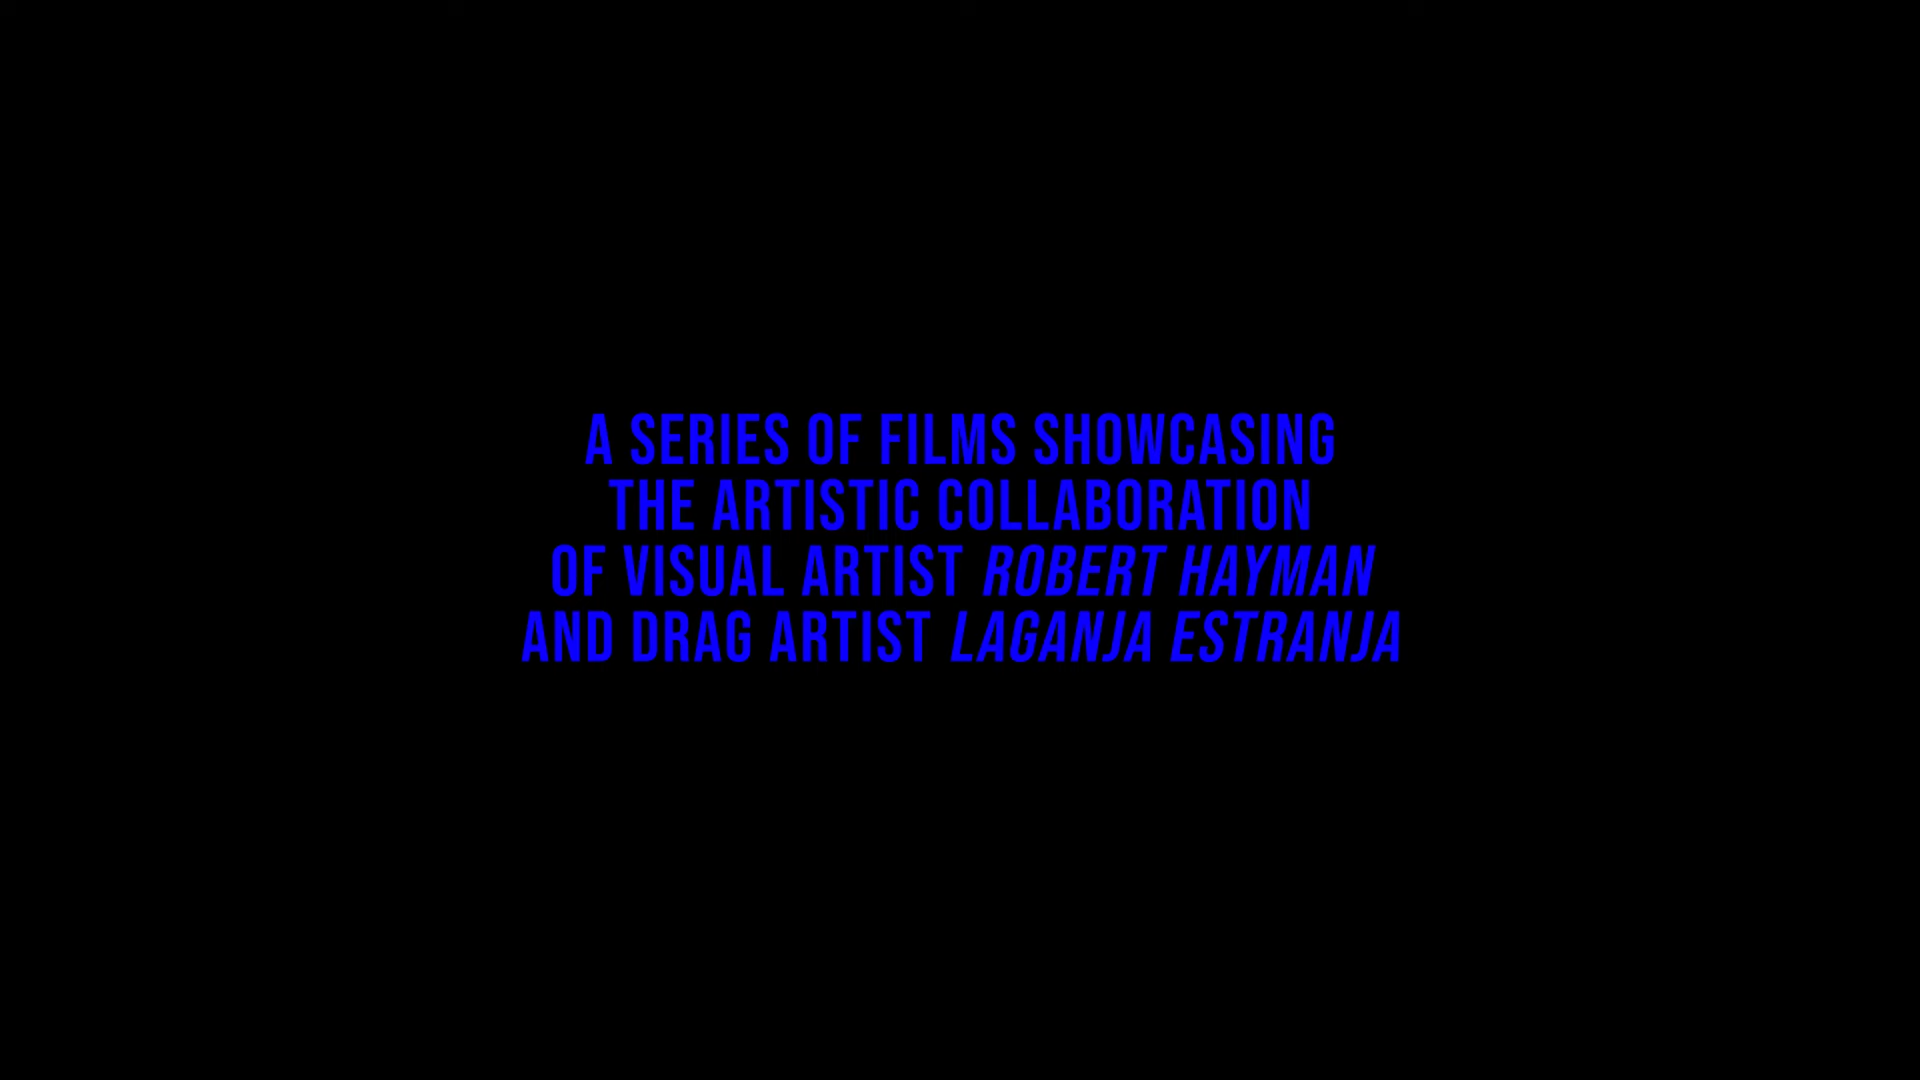 A SERIES OF FILMS SHOWCASING
THE ARTISTIC COLLABORATION
OF VISUAL ARTIST ROBERT HAYMAN
AND DRAG ARTIST LAGANJA ESTRANJA